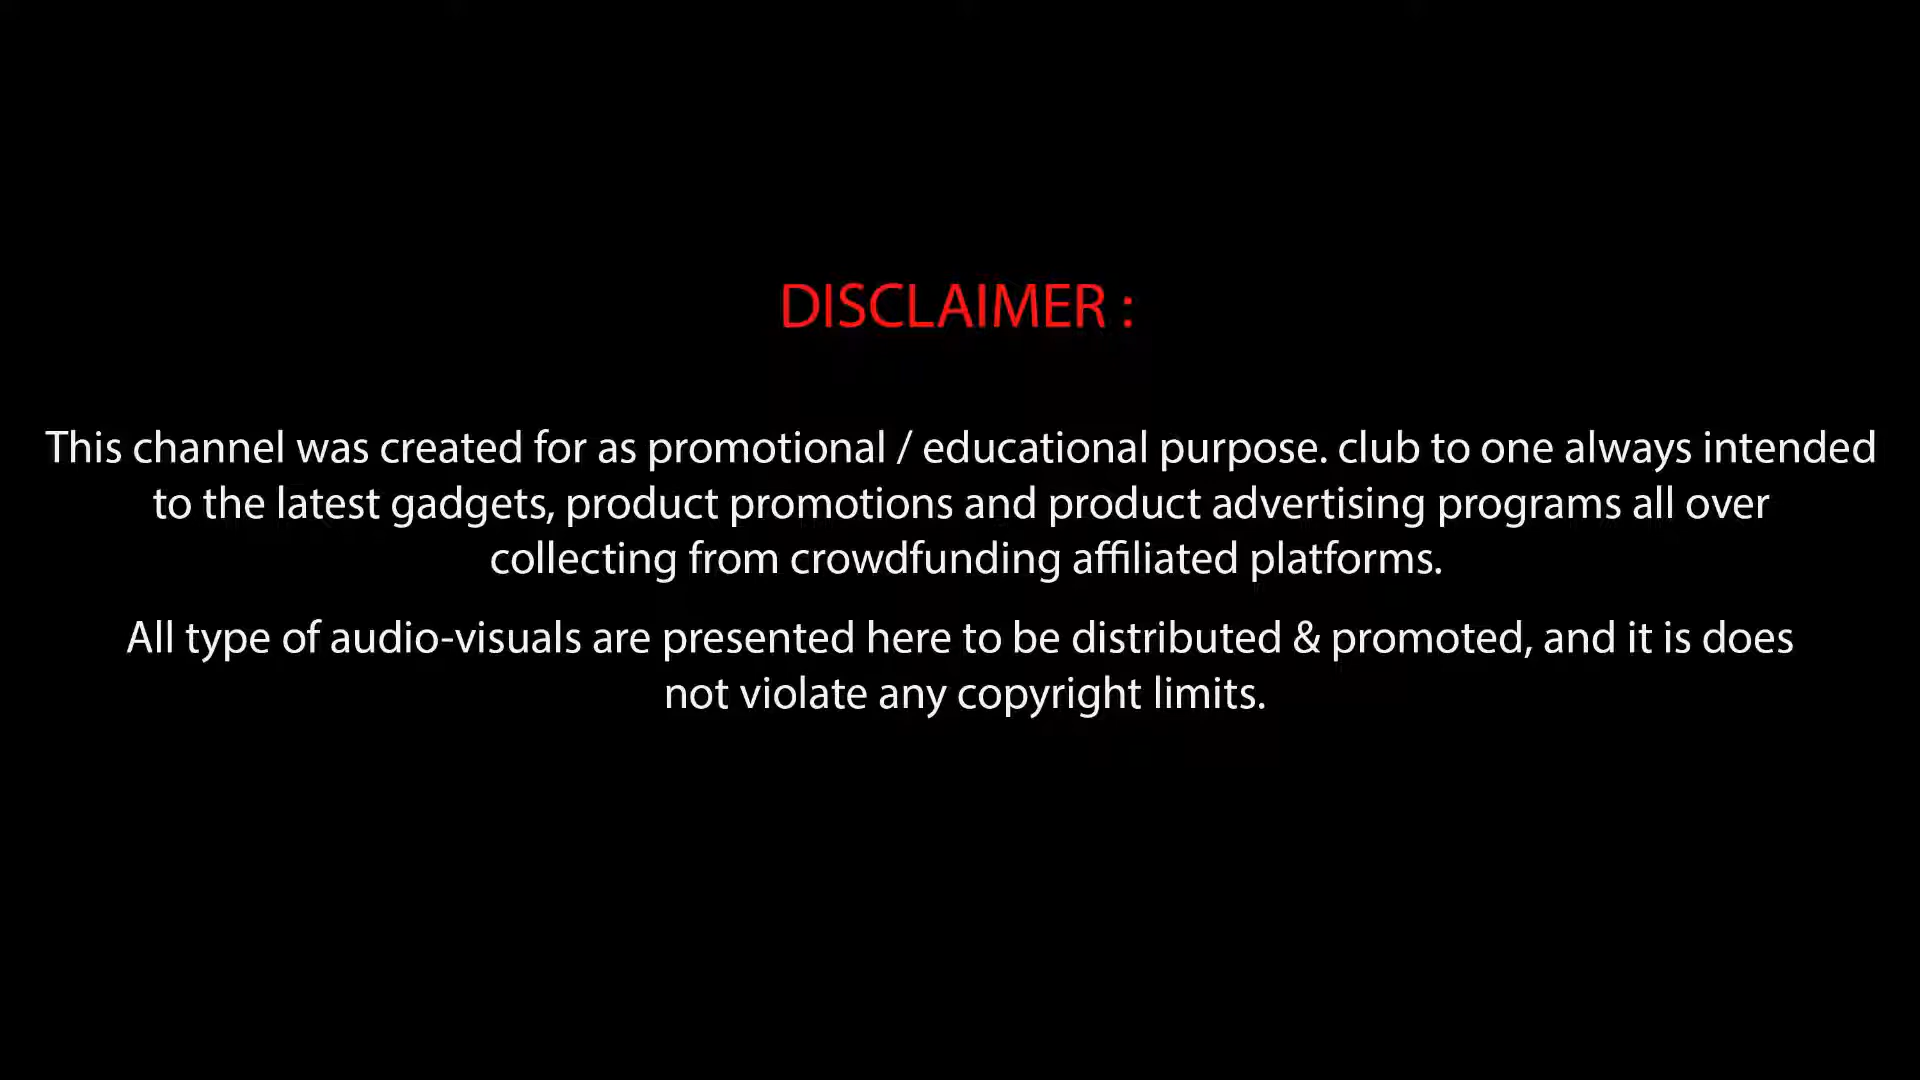 DISCLAIMER :
This channel was created for as promotional / educational purpose. club to one always intended
to the latest gadgets, product promotions and product advertising programs all over
collecting from crowdfunding affiliated platforms.
All type of audio-visuals are presented here to be distributed & promoted, and it is does
not violate any copyright limits.